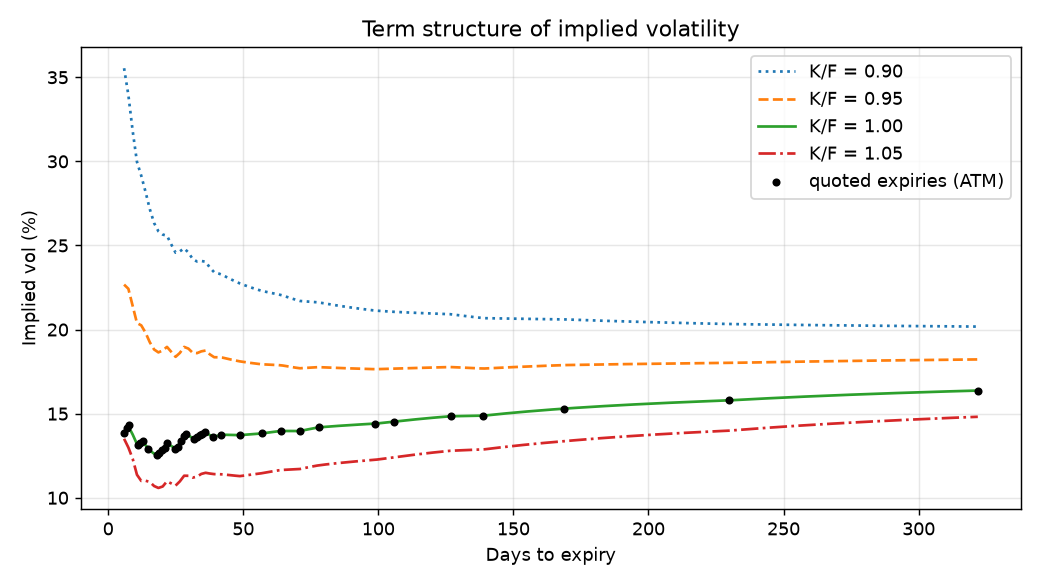 Term structure of implied volatility
Implied vol (%)
35
30
25
20
15
10
K/F = 0.90
K/F = 0.95
K/F = 1.00
K/F = 1.05
quoted expiries (ATM)
0 50 100 150 200 250 300
Days to expiry